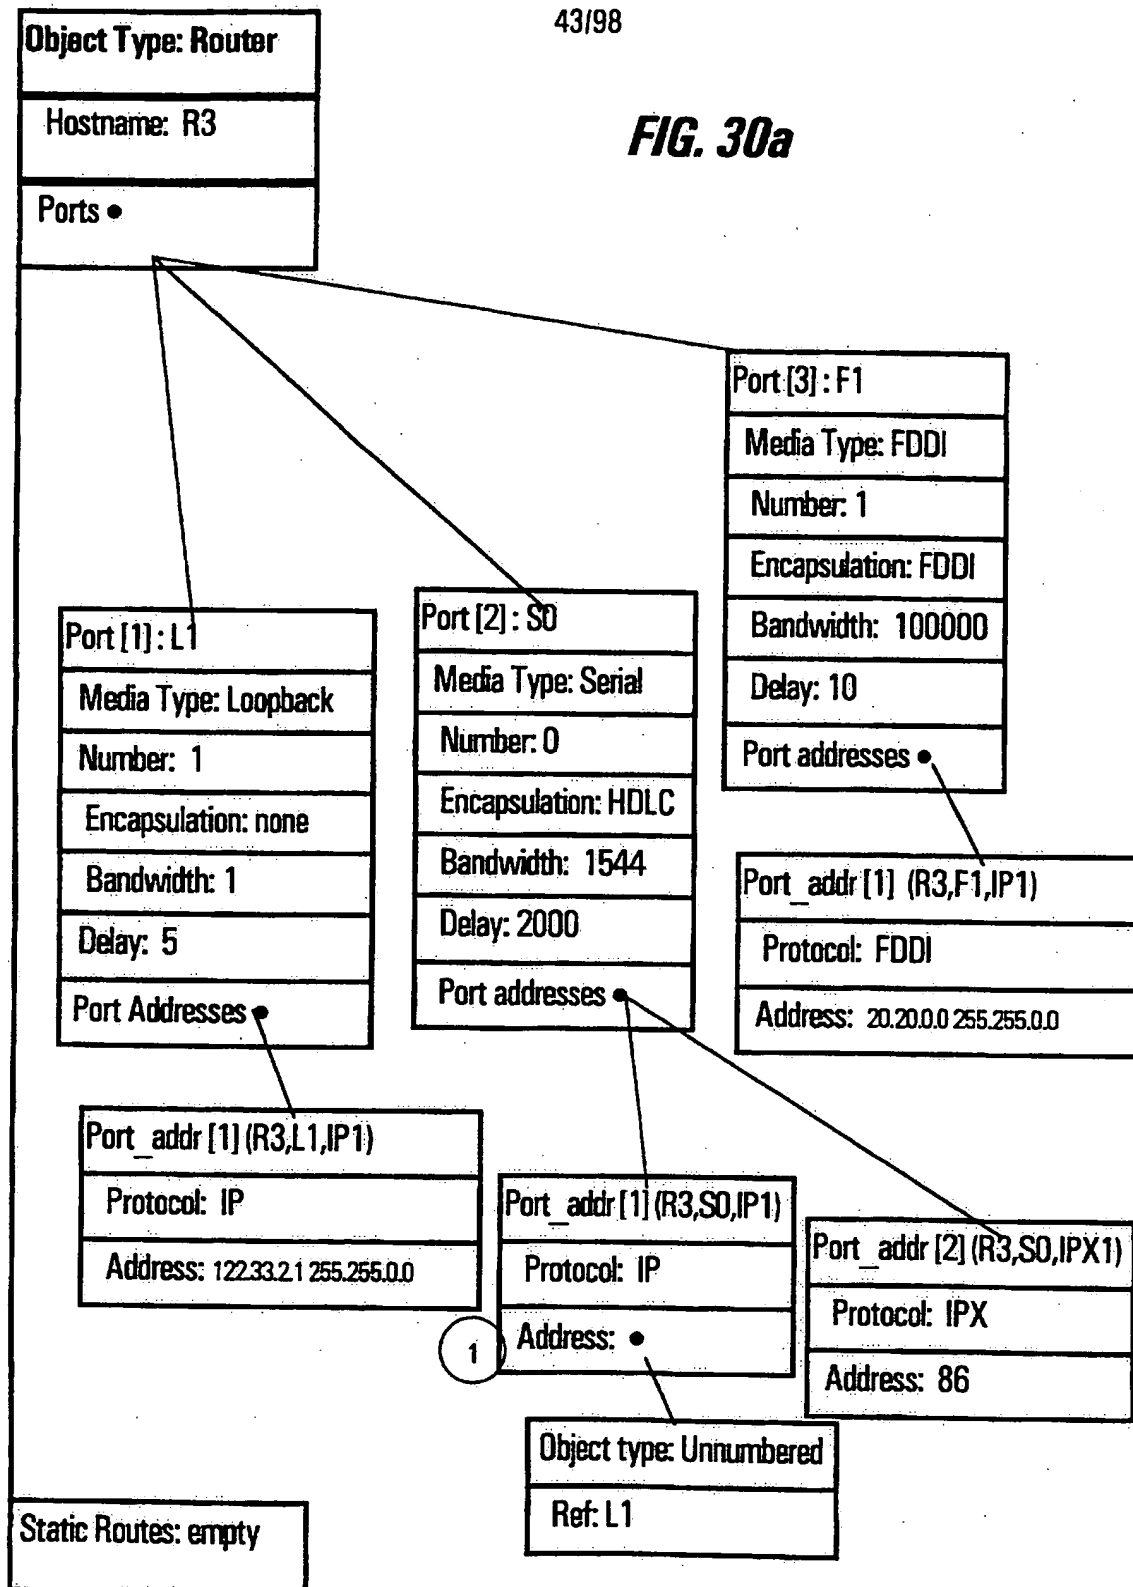 43/98
Object Type: Router
Hostname: R3
FIG. 30a
Ports
Port [3] : F1
Media Type: FDDI
Number: 1
Encapsulation: FDDI
Bandwidth: 100000
Delay: 10
Port addresses
Port_addr [1] (R3,F1,IP1)
Protocol: FDDI
Address: 20.20.0.0 255.255.0.0
Port [2] : S0
Media Type: Serial
Number: 0
Encapsulation: HDLC
Bandwidth: 1544
Delay: 2000
Port addresses
Port [1] : L1
Media Type: Loopback
Number: 1
Encapsulation: none
Bandwidth: 1
Delay: 5
Port Addresses
Port_addr [1] (R3,L1,IP1)
Protocol: IP
Address: 122.33.2.1 255.255.0.0
Port_addr [1] (R3,S0,IP1)
Protocol: IP
Address:
1
Port_addr [2] (R3,S0,IPX1)
Protocol: IPX
Address: 86
Object type: Unnumbered
Ref: L1
Static Routes: empty